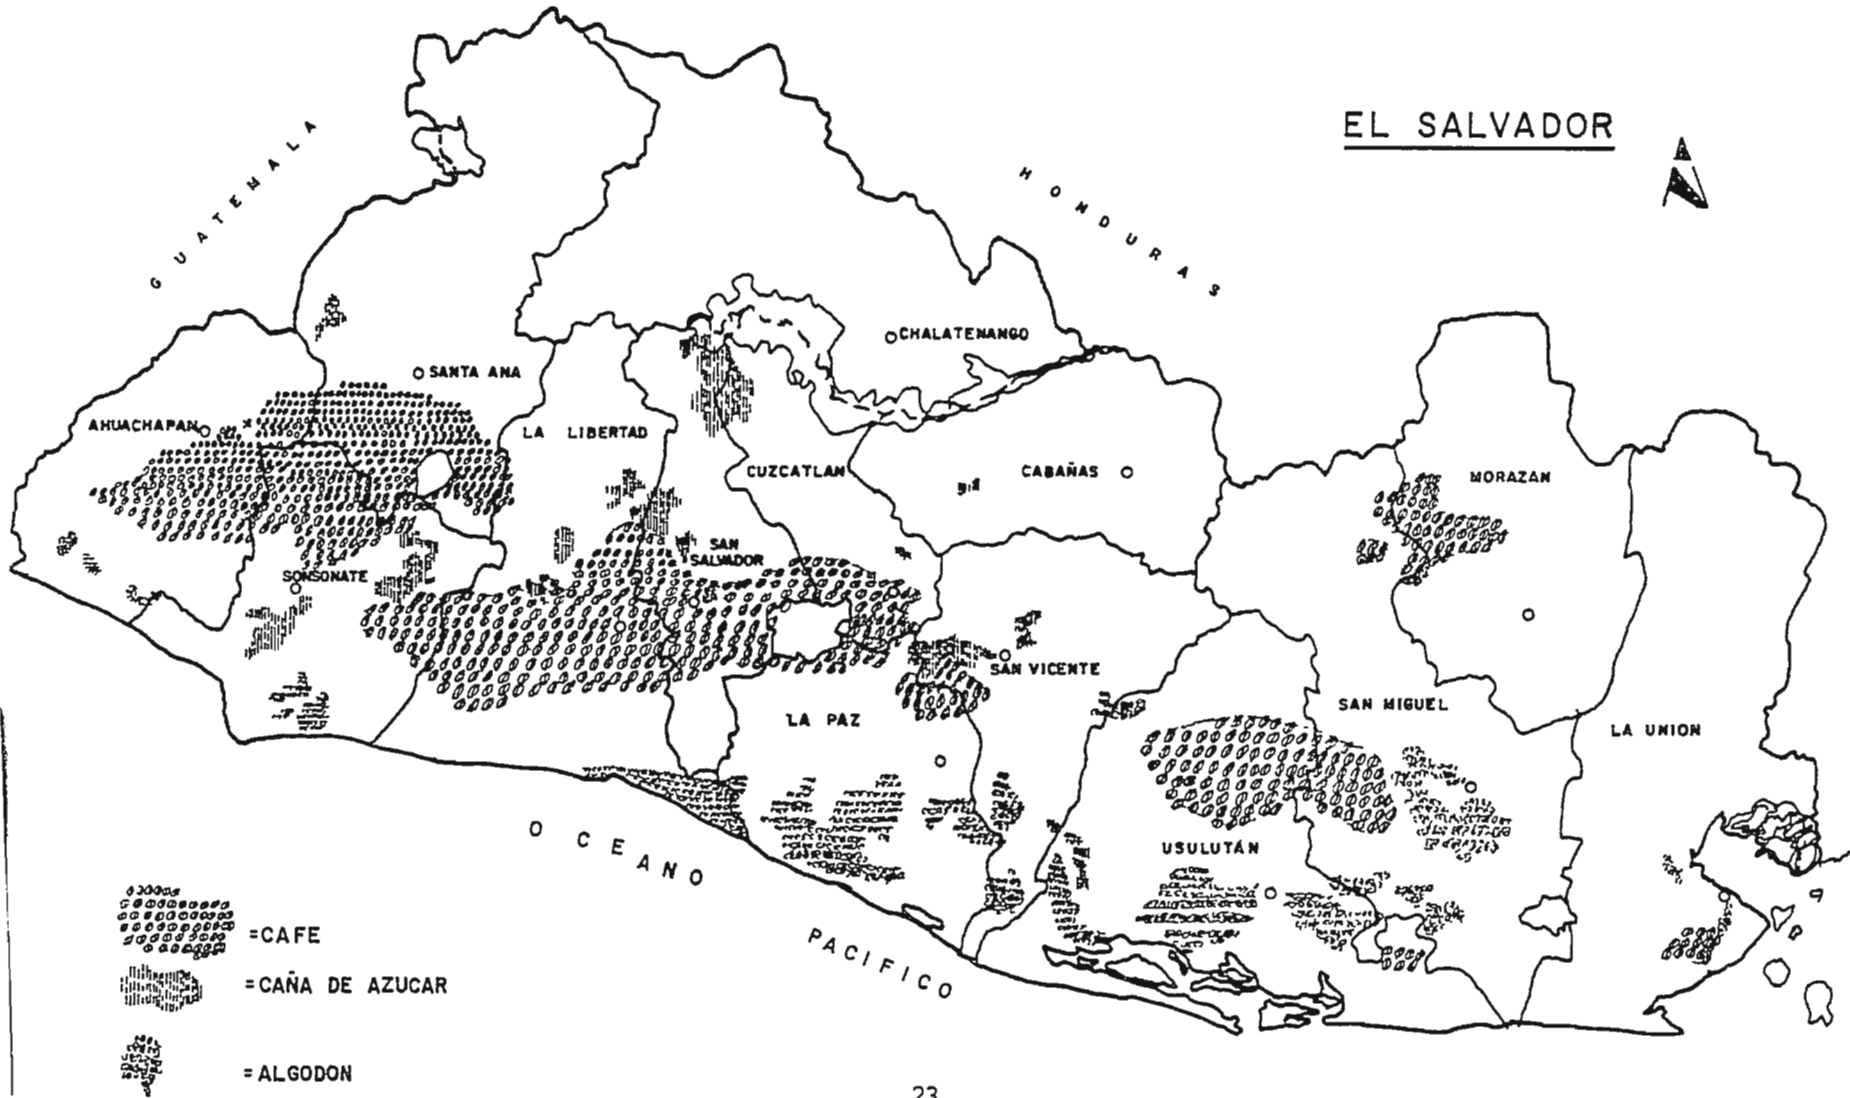 EL SALVADOR
GUATEMALA
HONDURAS
CHALATENANGO
SANTA ANA
AHUACHAPAN
LA LIBERTAD
CUZCATLAN
CABAÑAS
MORAZAN
SAN
SALVADOR
SONSONATE
SAN VICENTE
LA PAZ
SAN MIGUEL
LA UNION
USULUTÁN
OCEANO
PACIFICO
=CAFE
=CAÑA DE AZUCAR
=ALGODON
23